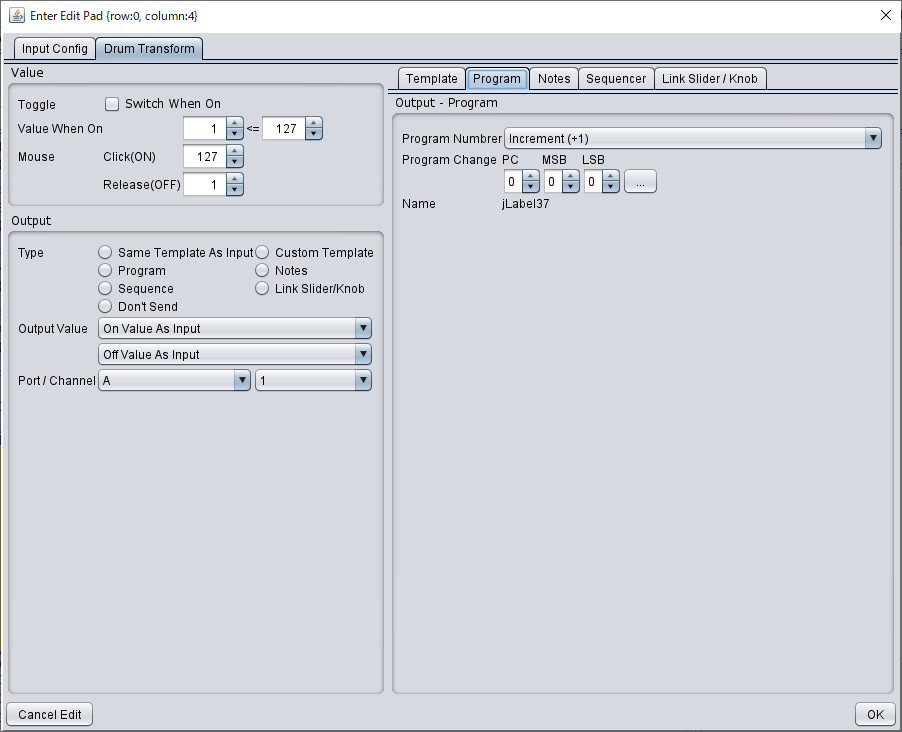 Enter Edit Pad {row:0, column:4}
Input Config Drum Transform
Value
Toggle Switch When On
Value When On 1 <= 127
Mouse Click(ON) 127
Release(OFF) 1
Output
Type Same Template As Input Custom Template
Program Notes
Sequence Link Slider/Knob
Don't Send
Output Value On Value As Input
Off Value As Input
Port / Channel A 1
Template Program Notes Sequencer Link Slider / Knob
Output - Program
Program Numbrer Increment (+1)
Program Change PC MSB LSB
0 0 0 ...
Name jLabel37
Cancel Edit OK